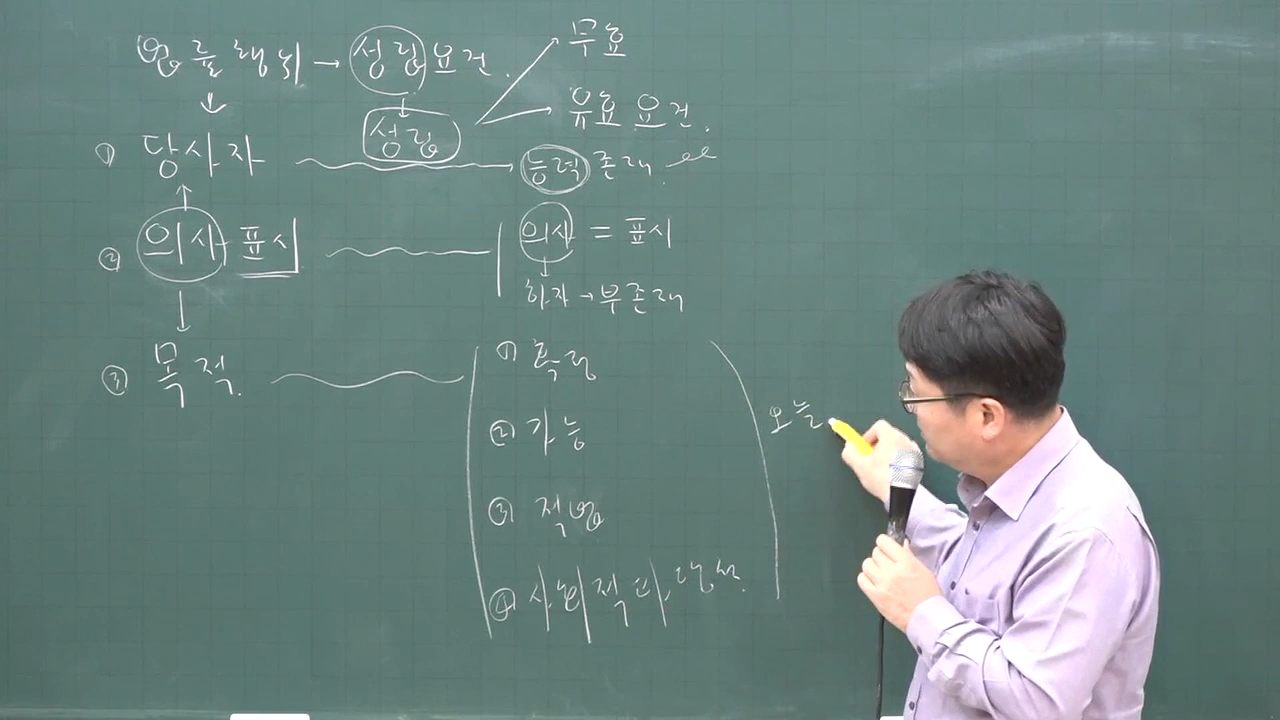 법률행위 → 성립요건.
무효
유효요건.
성립
① 당사자
능력 존재.
② 의사표시
의사 = 표시
하자 → 부존재
③ 목적.
① 확정
② 가능
③ 적법
④ 사회적 타당성.
오늘